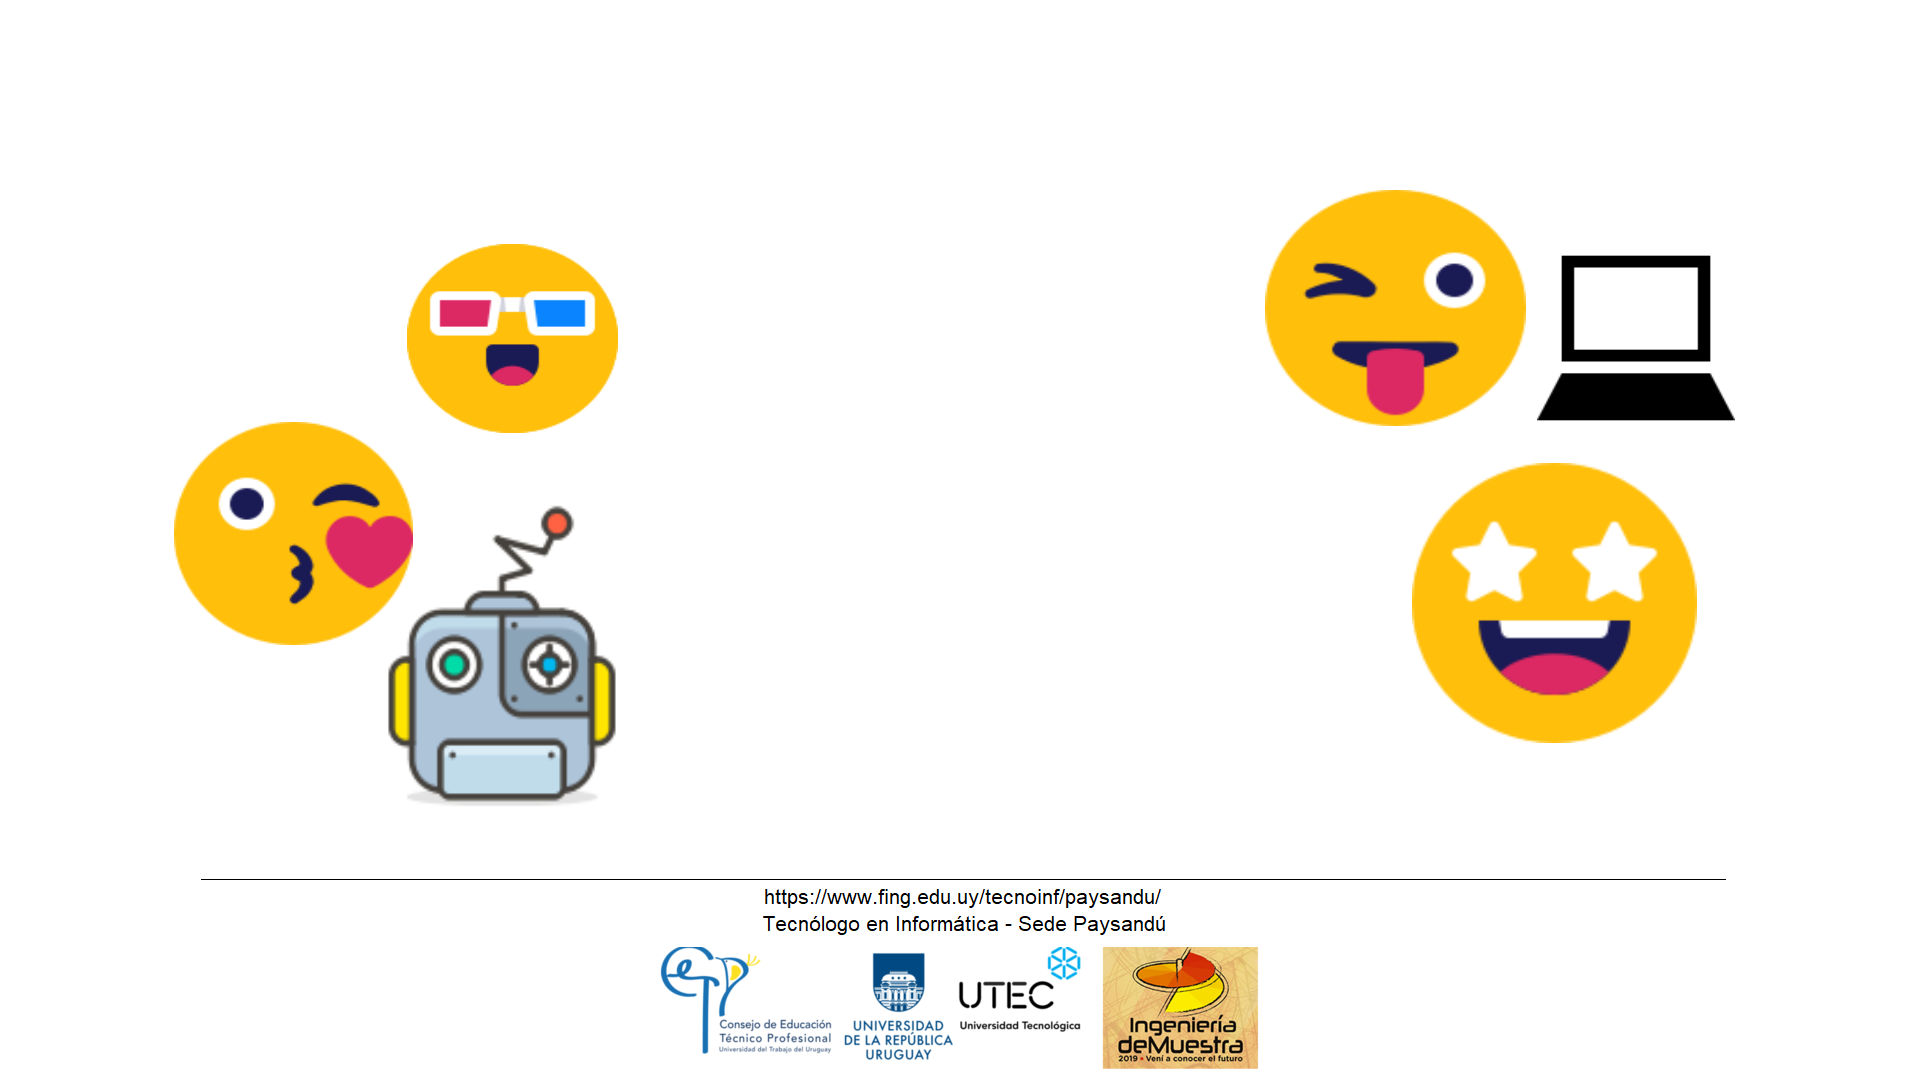 https://www.fing.edu.uy/tecnoinf/paysandu/
Tecnólogo en Informática - Sede Paysandú
Consejo de Educación
Técnico Profesional
Universidad del Trabajo del Uruguay
UNIVERSIDAD
DE LA REPÚBLICA
URUGUAY
UTEC
Universidad Tecnológica
Ingeniería
deMuestra
2019 • Vení a conocer el futuro